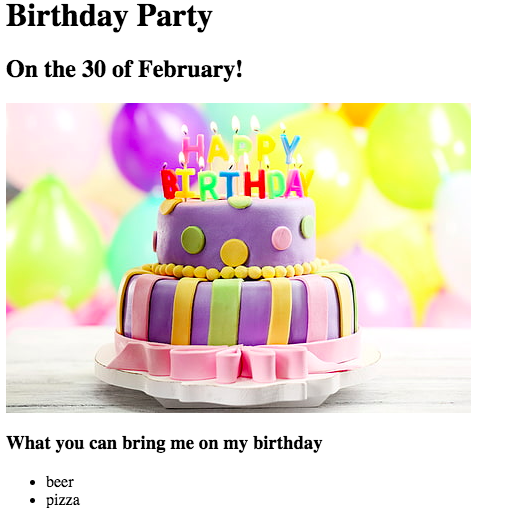 Birthday Party
On the 30 of February!
HAPPY
BIRTHDAY
What you can bring me on my birthday
beer
pizza